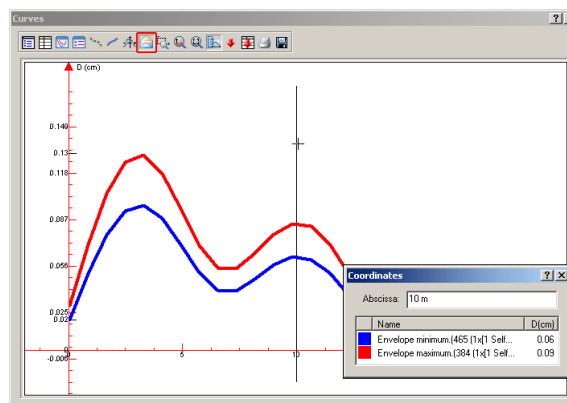 Curves
D (cm)
0.149
0.13
0.118
0.087
0.056
0.025
0.02
0
-0.006
5
10
Coordinates
Abscissa: 10 m
Name D(cm)
Envelope minimum.(465 (1x[1 Self... 0.06
Envelope maximum.(384 (1x[1 Self... 0.09